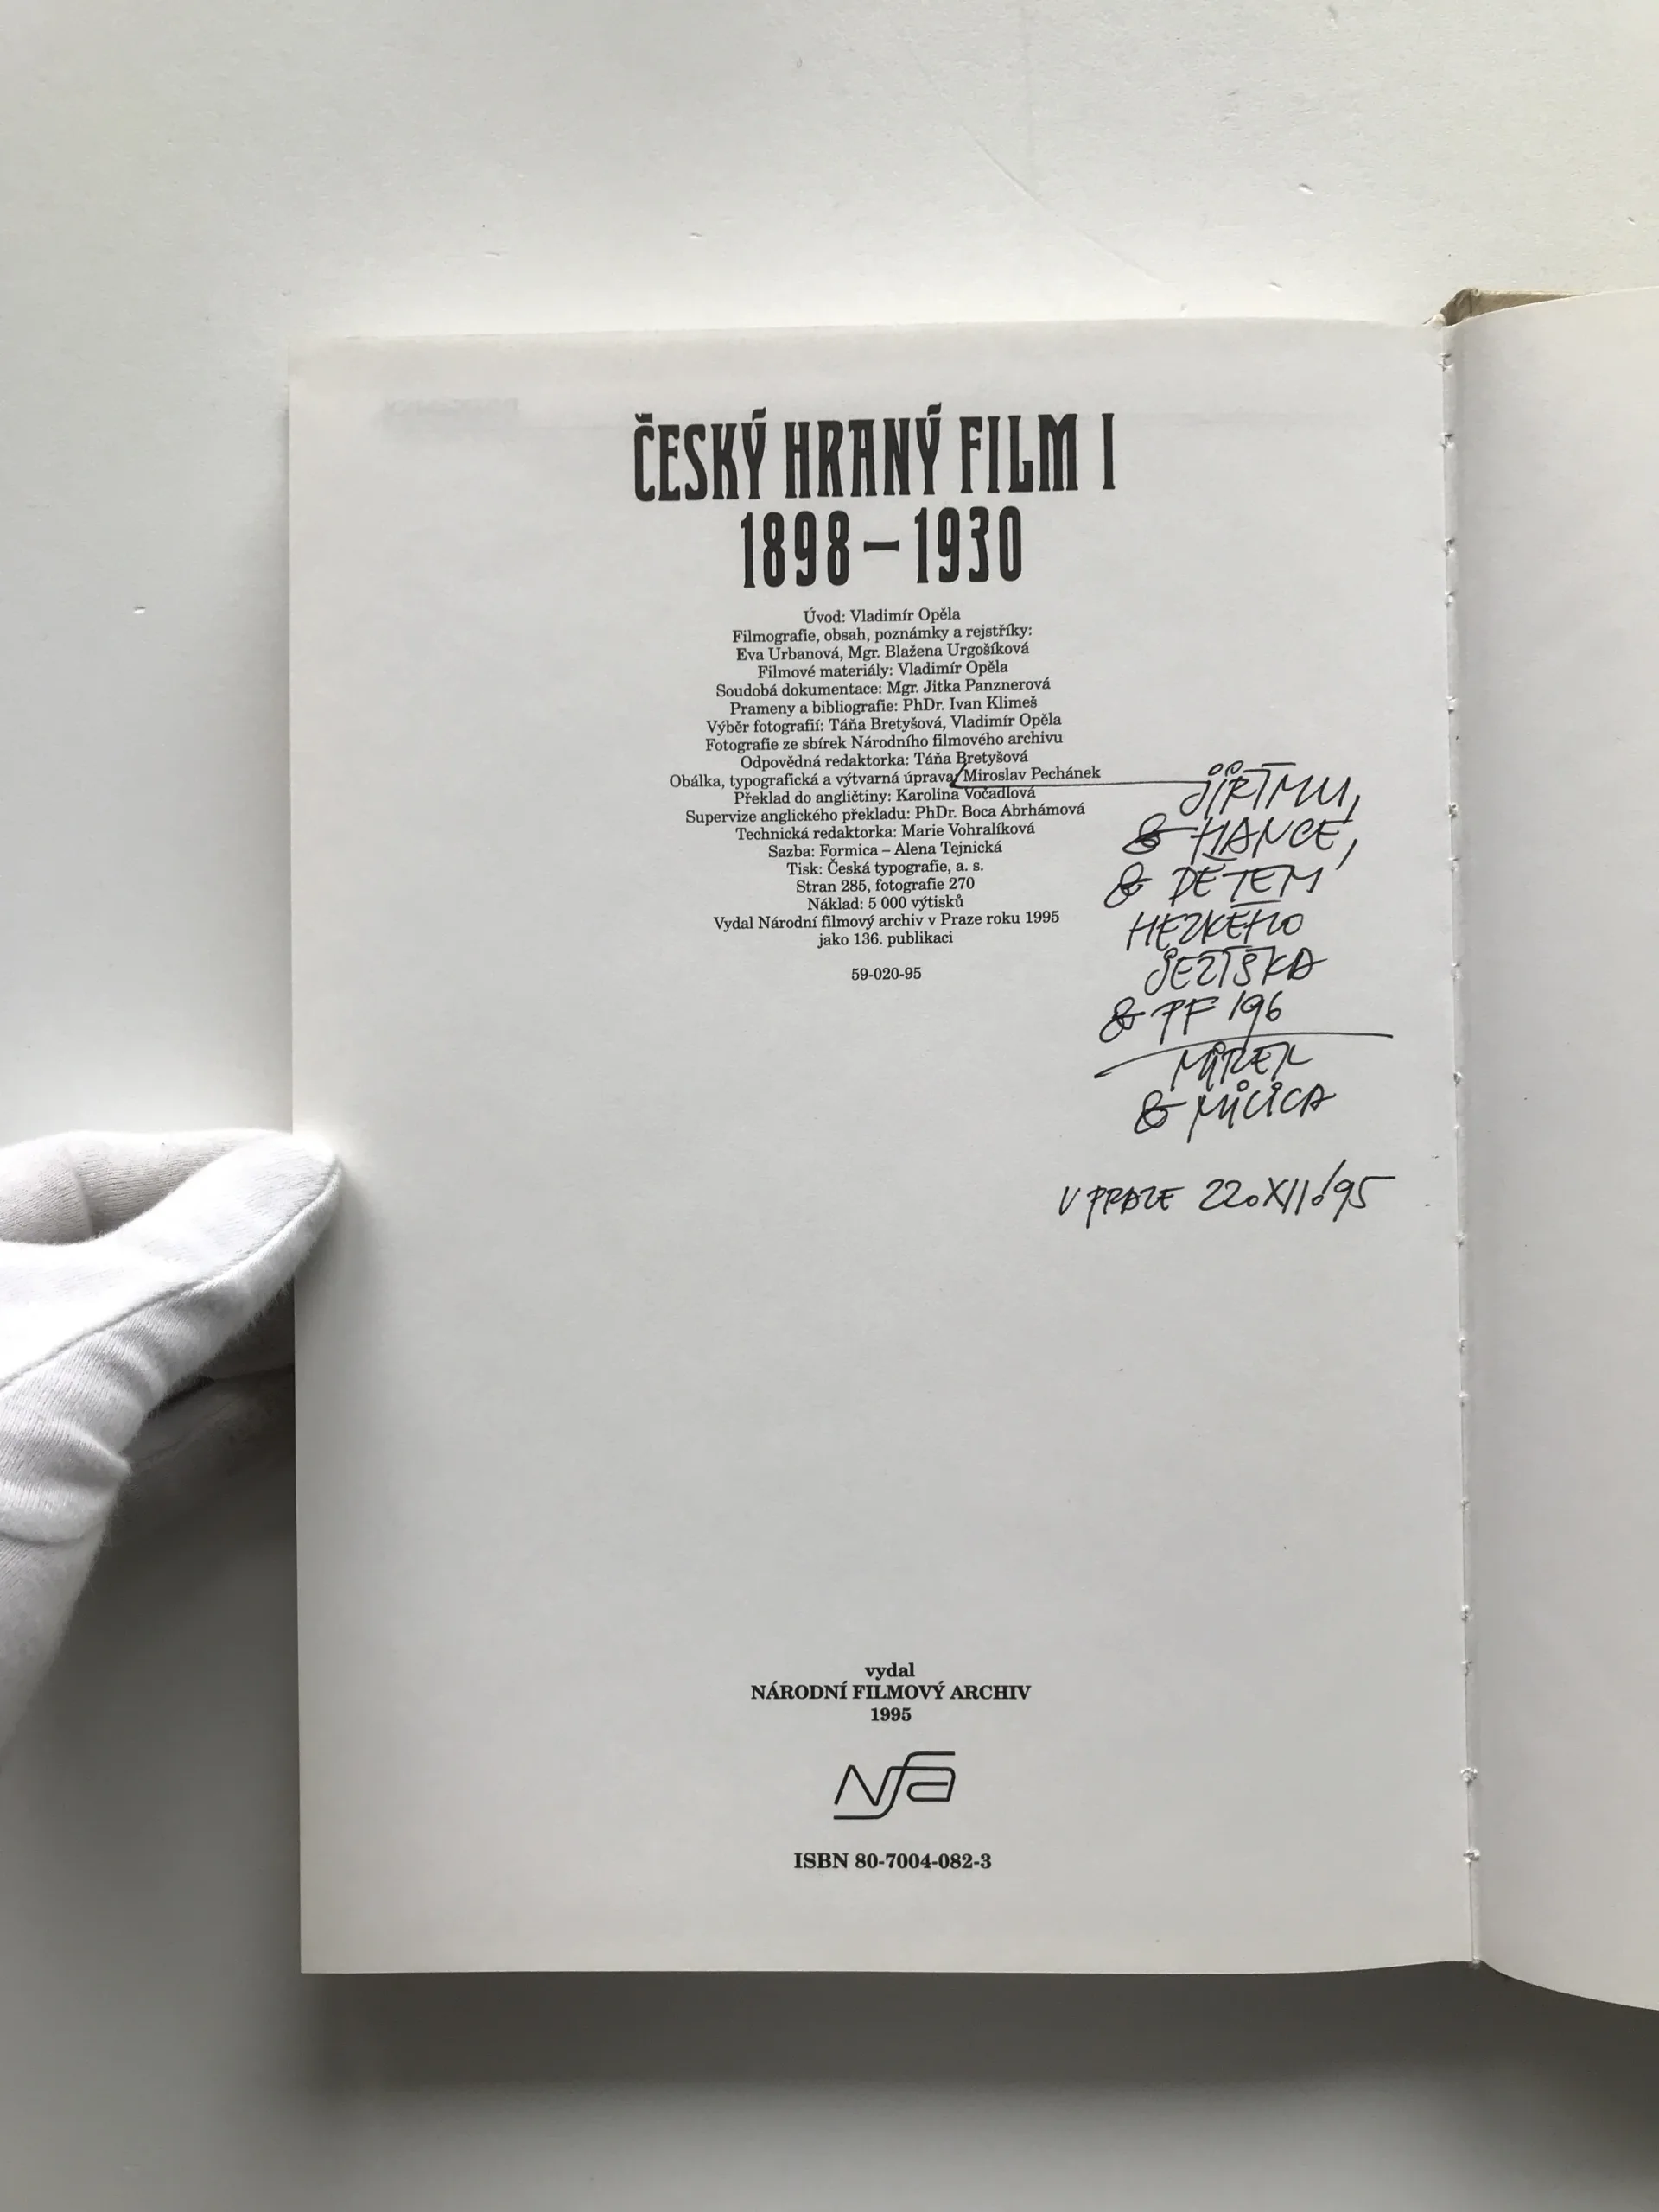 ČESKÝ HRANÝ FILM I
1898–1930
Úvod: Vladimír Opěla
Filmografie, obsah, poznámky a rejstříky:
Eva Urbanová, Mgr. Blažena Urgošíková
Filmové materiály: Vladimír Opěla
Soudobá dokumentace: Mgr. Jitka Panznerová
Prameny a bibliografie: PhDr. Ivan Klimeš
Výběr fotografií: Táňa Bretyšová, Vladimír Opěla
Fotografie ze sbírek Národního filmového archivu
Odpovědná redaktorka: Táňa Bretyšová
Obálka, typografická a výtvarná úprava: Miroslav Pechánek
Překlad do angličtiny: Karolina Vočadlová
Supervize anglického překladu: PhDr. Boca Abrhámová
Technická redaktorka: Marie Vohralíková
Sazba: Formica – Alena Tejnická
Tisk: Česká typografie, a. s.
Stran 285, fotografie 270
Náklad: 5 000 výtisků
Vydal Národní filmový archiv v Praze roku 1995
jako 136. publikaci
59-020-95
JIŘÍMU,
& HANCE,
& DĚTEM
HEZKÉHO
JEŽÍŠKA
& PF 196
MIREK
& MILICA
V PRAZE 22. XII. 95
vydal
NÁRODNÍ FILMOVÝ ARCHIV
1995
Nfa
ISBN 80-7004-082-3